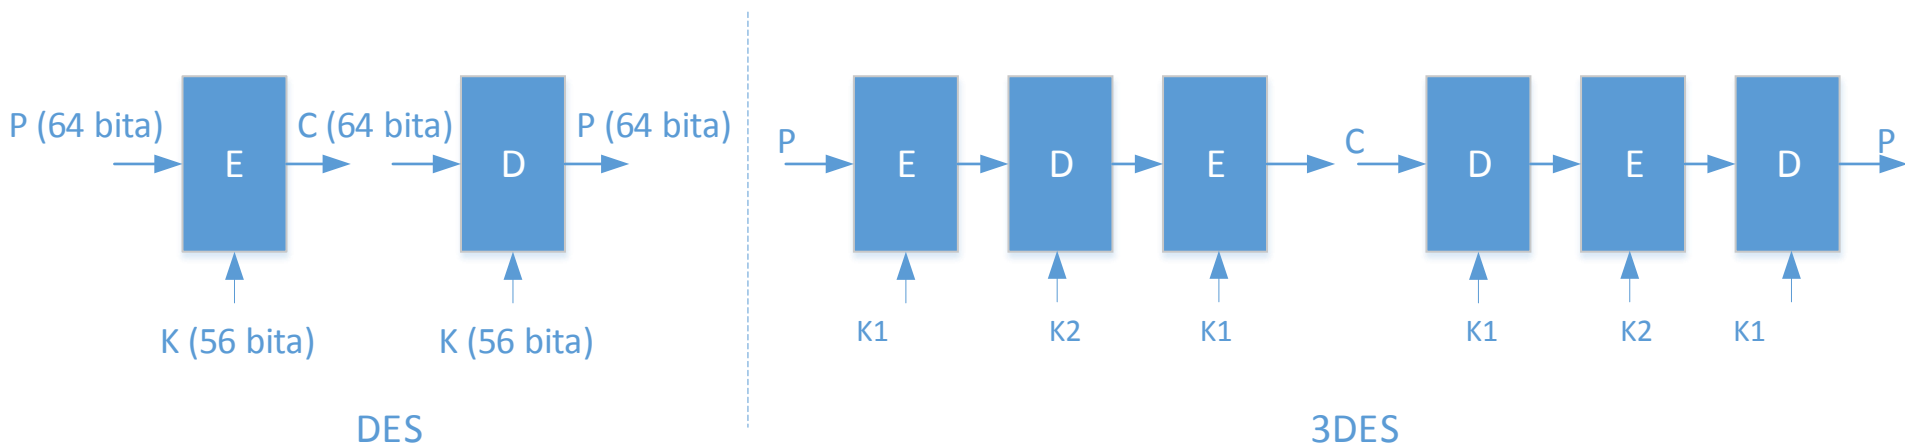 P (64 bita)
E
C (64 bita)
D
P (64 bita)
K (56 bita)
K (56 bita)
DES
P
E
D
E
C
D
E
D
P
K1
K2
K1
K1
K2
K1
3DES